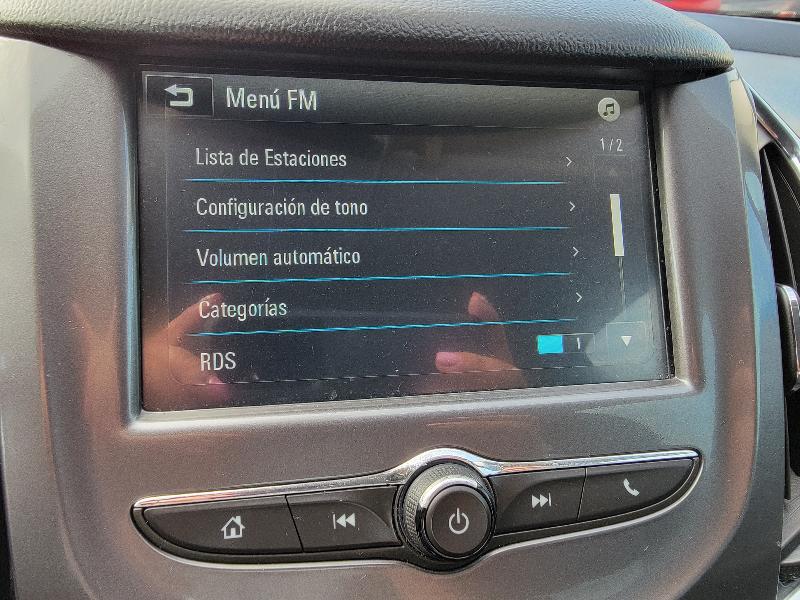 Menú FM
1/2
Lista de Estaciones
Configuración de tono
Volumen automático
Categorías
RDS
I